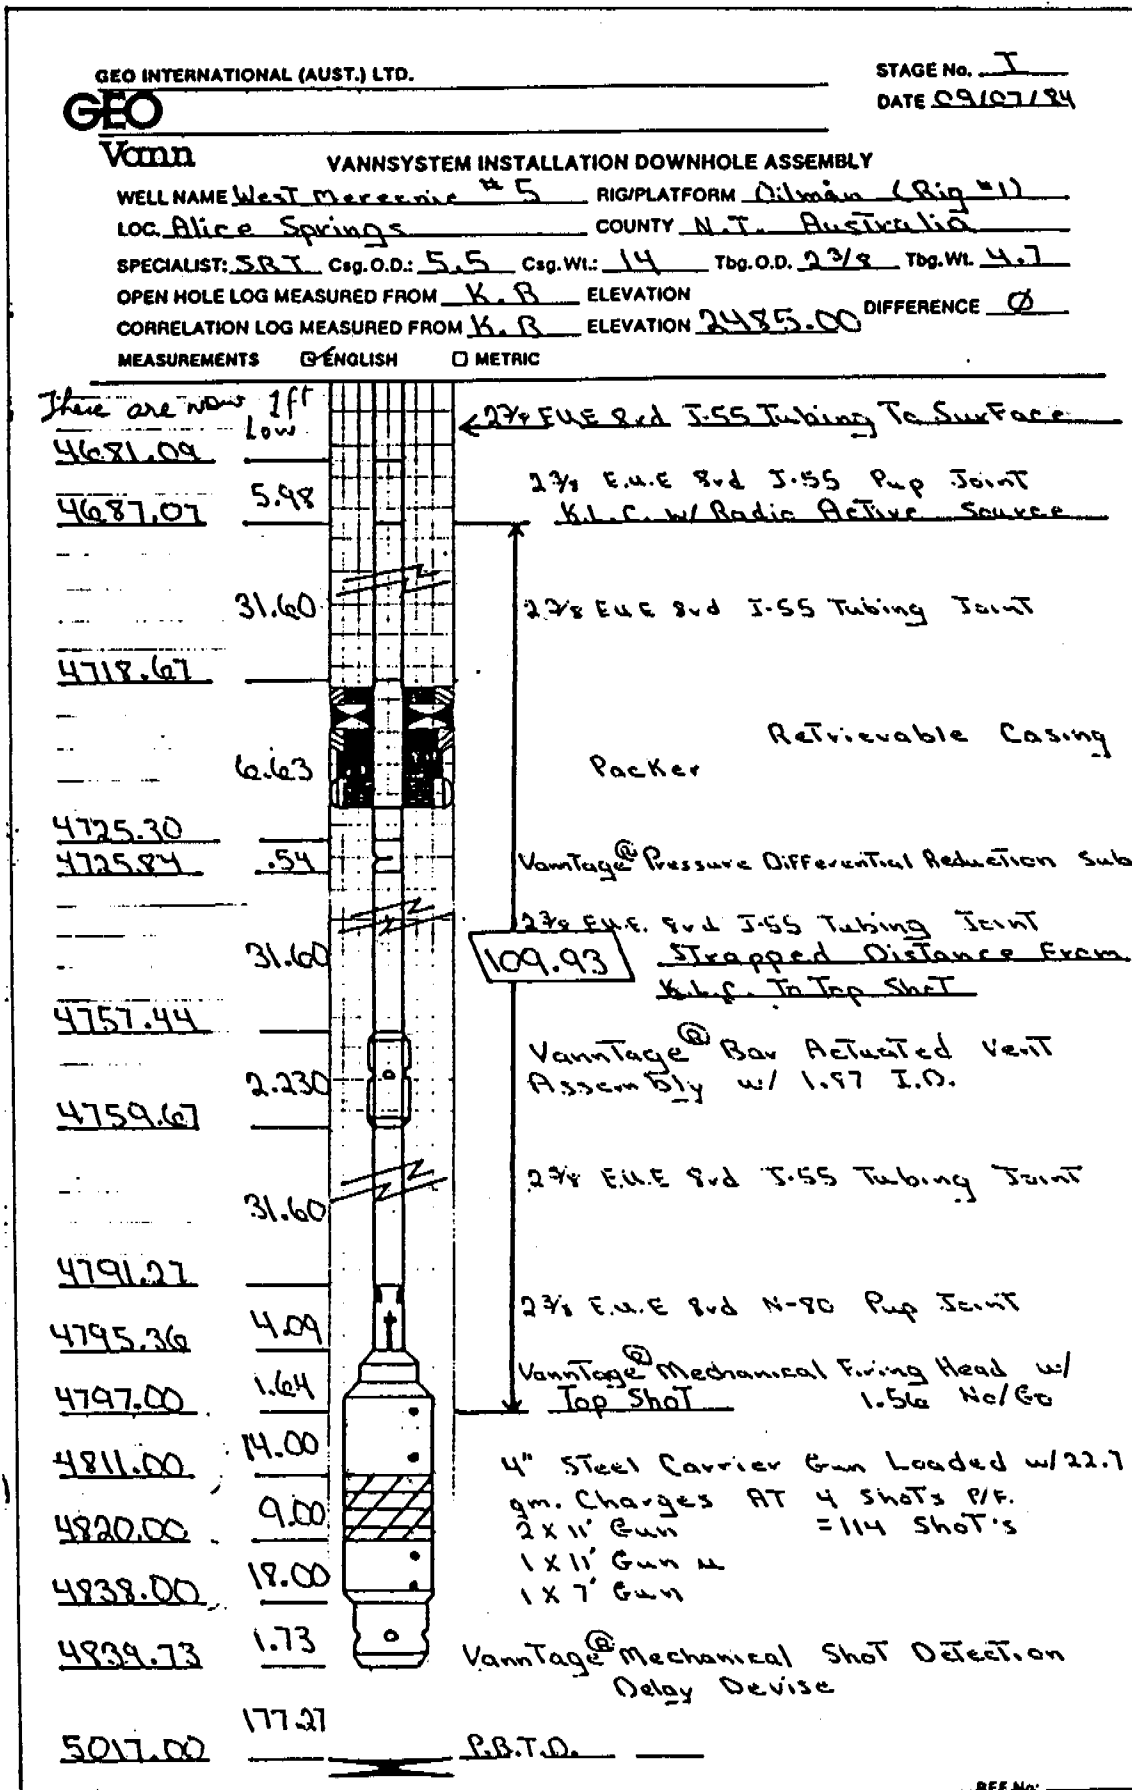 GEO INTERNATIONAL (AUST.) LTD.
STAGE No. I
DATE 09/07/84
GEO
Vann
VANNSYSTEM INSTALLATION DOWNHOLE ASSEMBLY
WELL NAME West Mereenie # 5 RIG/PLATFORM Oilman (Rig #1)
LOC. Alice Springs COUNTY N.T. Australia
SPECIALIST: SRT Csg.O.D.: 5.5 Csg.Wt.: 14 Tbg.O.D. 2 3/8 Tbg.Wt. 4.7
OPEN HOLE LOG MEASURED FROM K.B ELEVATION
DIFFERENCE Ø
CORRELATION LOG MEASURED FROM K.B ELEVATION 2485.00
MEASUREMENTS ENGLISH METRIC
There are now 1ft Low
2 3/8 EUE 8rd J-55 Tubing To Surface
4681.09
5.98 2 3/8 E.U.E 8rd J-55 Pup Joint
4687.07 K.L.C. w/ Radio Active Source
31.60 2 3/8 EUE 8rd J-55 Tubing Joint
4718.67
6.63 Retrievable Casing
Packer
4725.30
4725.84 .54 VannTage® Pressure Differential Reduction Sub
31.60 2 3/8 E.U.E. 8rd J-55 Tubing Joint
109.93 Strapped Distance From
K.L.C. To Top Shot
4757.44
2.230 VannTage® Bar Actuated Vent
Assembly w/ 1.87 I.D.
4759.67
31.60 2 3/8 E.U.E 8rd J-55 Tubing Joint
4791.27
4.09 2 3/8 E.U.E 8rd N-80 Pup Joint
4795.36
1.64 VannTage® Mechanical Firing Head w/
4797.00 Top Shot 1.56 No/Go
14.00 4" Steel Carrier Gun Loaded w/ 22.7
4811.00 gm. Charges AT 4 Shots P/F.
9.00 2 X 11' Gun = 114 Shot's
4820.00 1 X 11' Gun
18.00 1 X 7' Gun
4838.00
1.73 VannTage® Mechanical Shot Detection
4839.73 Delay Devise
177.27
5017.00 P.B.T.D.
REF No: